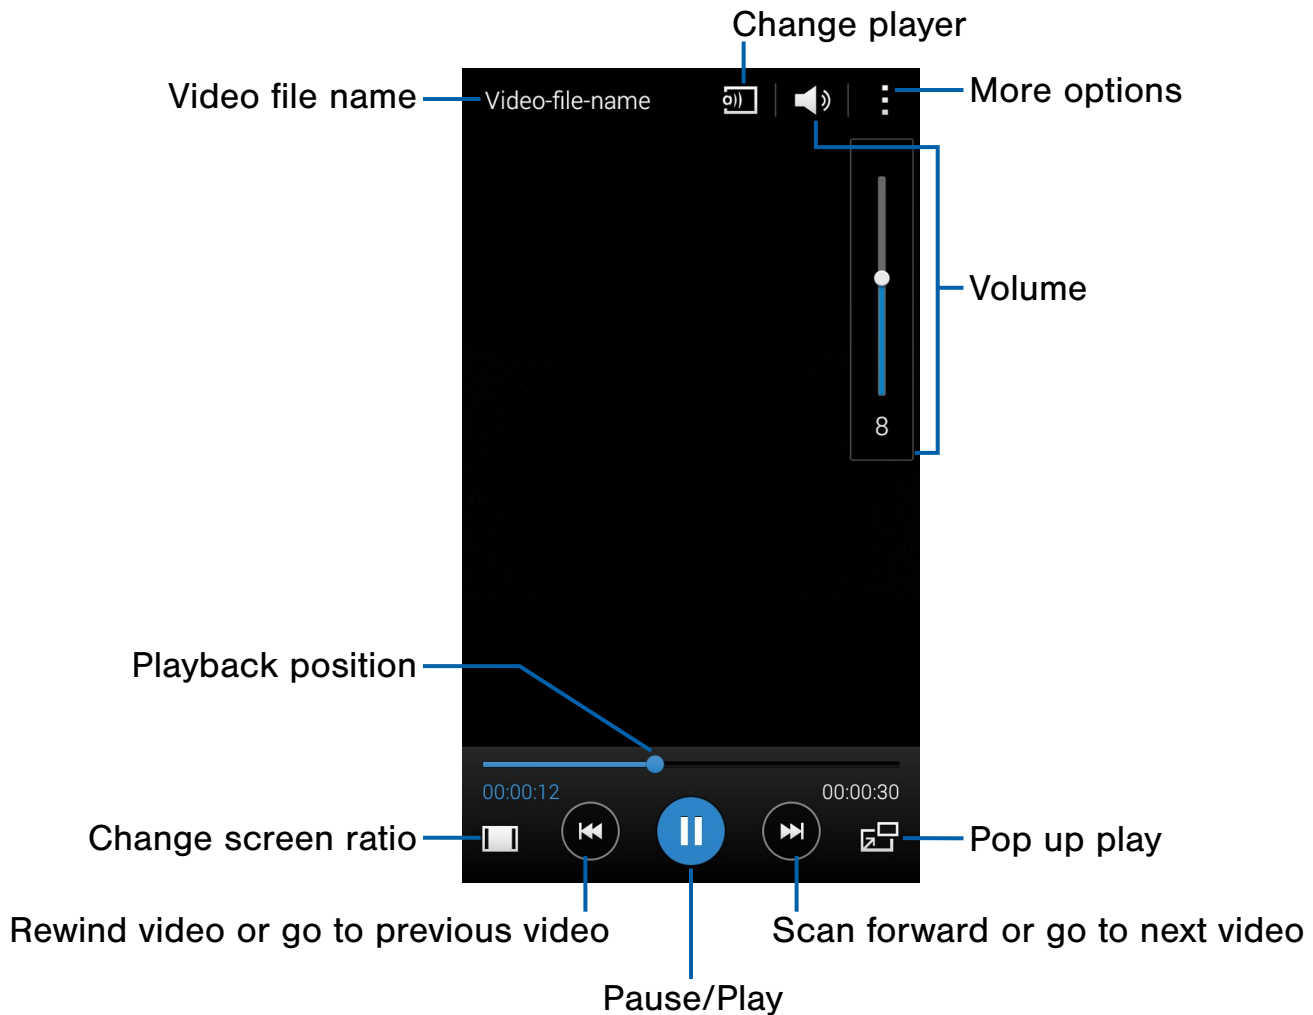 Change player
Video file name
Video-file-name
More options
Volume
8
Playback position
00:00:12
00:00:30
Change screen ratio
Pop up play
Rewind video or go to previous video
Scan forward or go to next video
Pause/Play